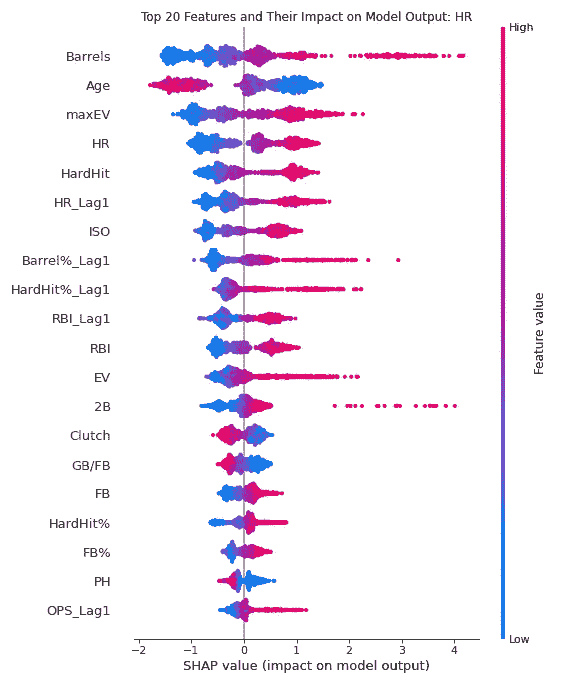 Top 20 Features and Their Impact on Model Output: HR
High
Barrels
Age
maxEV
HR
HardHit
HR_Lag1
ISO
Barrel%_Lag1
HardHit%_Lag1
RBI_Lag1
RBI
EV
2B
Clutch
GB/FB
FB
HardHit%
FB%
PH
OPS_Lag1
Feature value
Low
−2 −1 0 1 2 3 4
SHAP value (impact on model output)